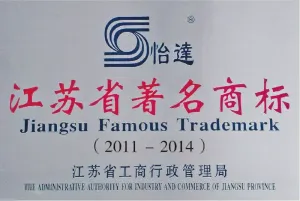 怡達
江苏省著名商标
Jiangsu Famous Trademark
（2011－2014）
江苏省工商行政管理局
THE ADMINISTRATIVE AUTHORITY FOR INDUSTRY AND COMMERCE OF JIANGSU PROVINCE